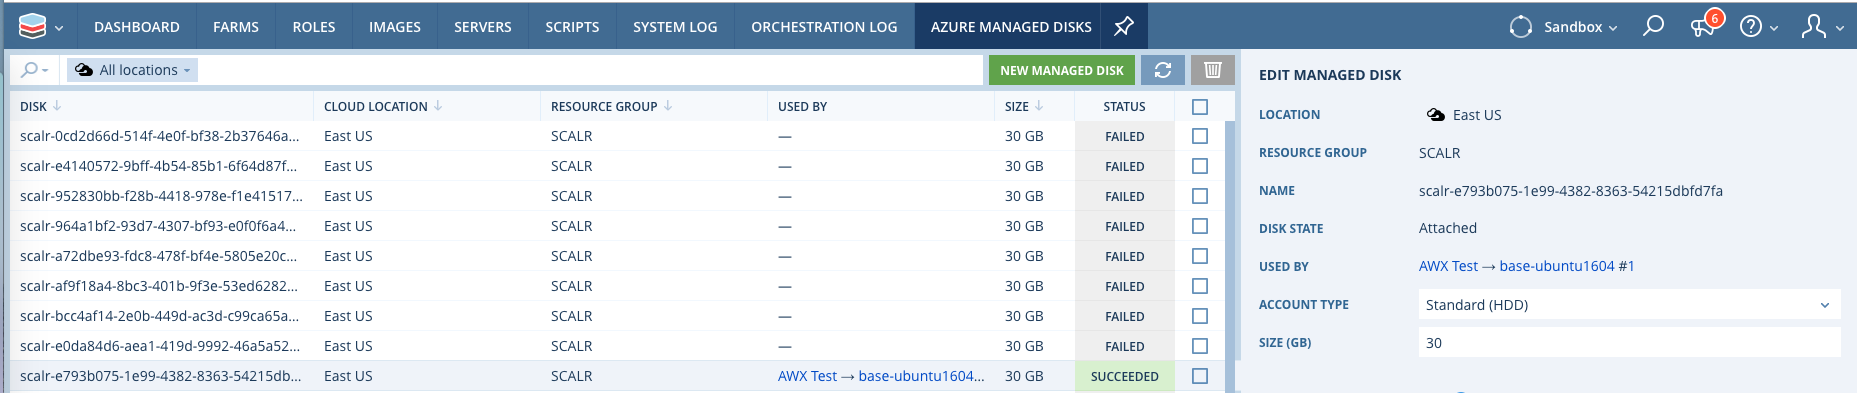 DASHBOARD FARMS ROLES IMAGES SERVERS SCRIPTS SYSTEM LOG ORCHESTRATION LOG AZURE MANAGED DISKS Sandbox 6
All locations NEW MANAGED DISK
DISK CLOUD LOCATION RESOURCE GROUP USED BY SIZE STATUS
scalr-0cd2d66d-514f-4e0f-bf38-2b37646a... East US SCALR — 30 GB FAILED
scalr-e4140572-9bff-4b54-85b1-6f64d87f... East US SCALR — 30 GB FAILED
scalr-952830bb-f28b-4418-978e-f1e41517... East US SCALR — 30 GB FAILED
scalr-964a1bf2-93d7-4307-bf93-e0f0f6a4... East US SCALR — 30 GB FAILED
scalr-a72dbe93-fdc8-478f-bf4e-5805e20c... East US SCALR — 30 GB FAILED
scalr-af9f18a4-8bc3-401b-9f3e-53ed6282... East US SCALR — 30 GB FAILED
scalr-bcc4af14-2e0b-449d-ac3d-c99ca65a... East US SCALR — 30 GB FAILED
scalr-e0da84d6-aea1-419d-9992-46a5a52... East US SCALR — 30 GB FAILED
scalr-e793b075-1e99-4382-8363-54215db... East US SCALR AWX Test → base-ubuntu1604... 30 GB SUCCEEDED
EDIT MANAGED DISK
LOCATION East US
RESOURCE GROUP SCALR
NAME scalr-e793b075-1e99-4382-8363-54215dbfd7fa
DISK STATE Attached
USED BY AWX Test → base-ubuntu1604 #1
ACCOUNT TYPE Standard (HDD)
SIZE (GB) 30